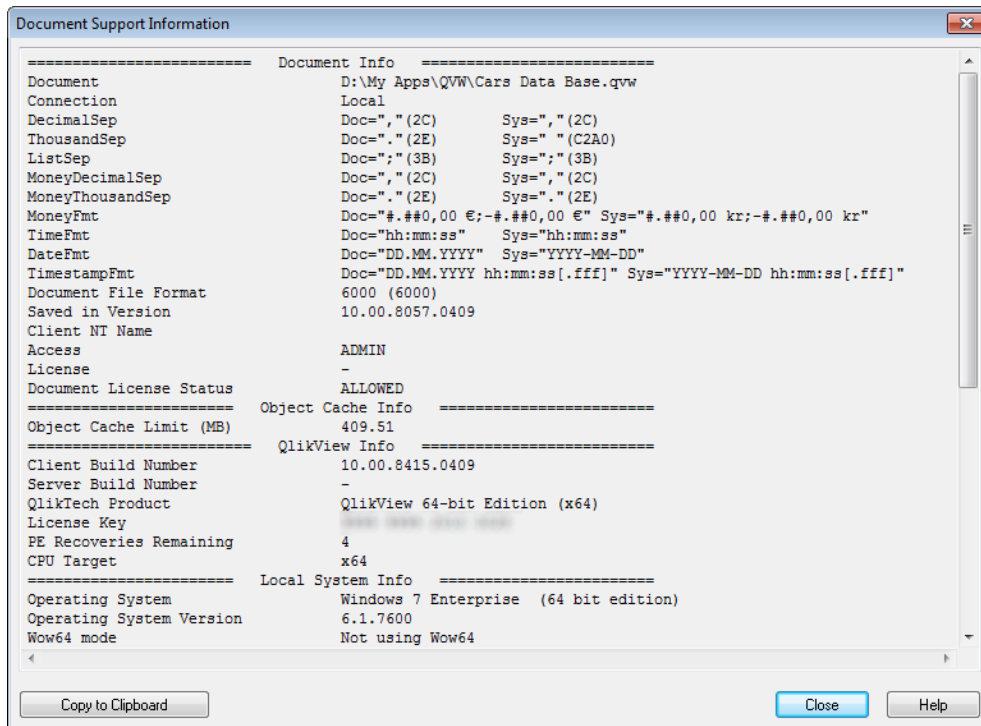 Document Support Information
========================= Document Info ==========================
Document D:\My Apps\QVW\Cars Data Base.qvw
Connection Local
DecimalSep Doc=","(2C) Sys=","(2C)
ThousandSep Doc="."(2E) Sys=" "(C2A0)
ListSep Doc=";"(3B) Sys=";"(3B)
MoneyDecimalSep Doc=","(2C) Sys=","(2C)
MoneyThousandSep Doc="."(2E) Sys="."(2E)
MoneyFmt Doc="#.##0,00 €;-#.##0,00 €" Sys="#.##0,00 kr;-#.##0,00 kr"
TimeFmt Doc="hh:mm:ss" Sys="hh:mm:ss"
DateFmt Doc="DD.MM.YYYY" Sys="YYYY-MM-DD"
TimestampFmt Doc="DD.MM.YYYY hh:mm:ss[.fff]" Sys="YYYY-MM-DD hh:mm:ss[.fff]"
Document File Format 6000 (6000)
Saved in Version 10.00.8057.0409
Client NT Name
Access ADMIN
License -
Document License Status ALLOWED
======================= Object Cache Info ========================
Object Cache Limit (MB) 409.51
========================= QlikView Info ==========================
Client Build Number 10.00.8415.0409
Server Build Number -
QlikTech Product QlikView 64-bit Edition (x64)
License Key
PE Recoveries Remaining 4
CPU Target x64
======================= Local System Info ========================
Operating System Windows 7 Enterprise (64 bit edition)
Operating System Version 6.1.7600
Wow64 mode Not using Wow64
Copy to Clipboard Close Help